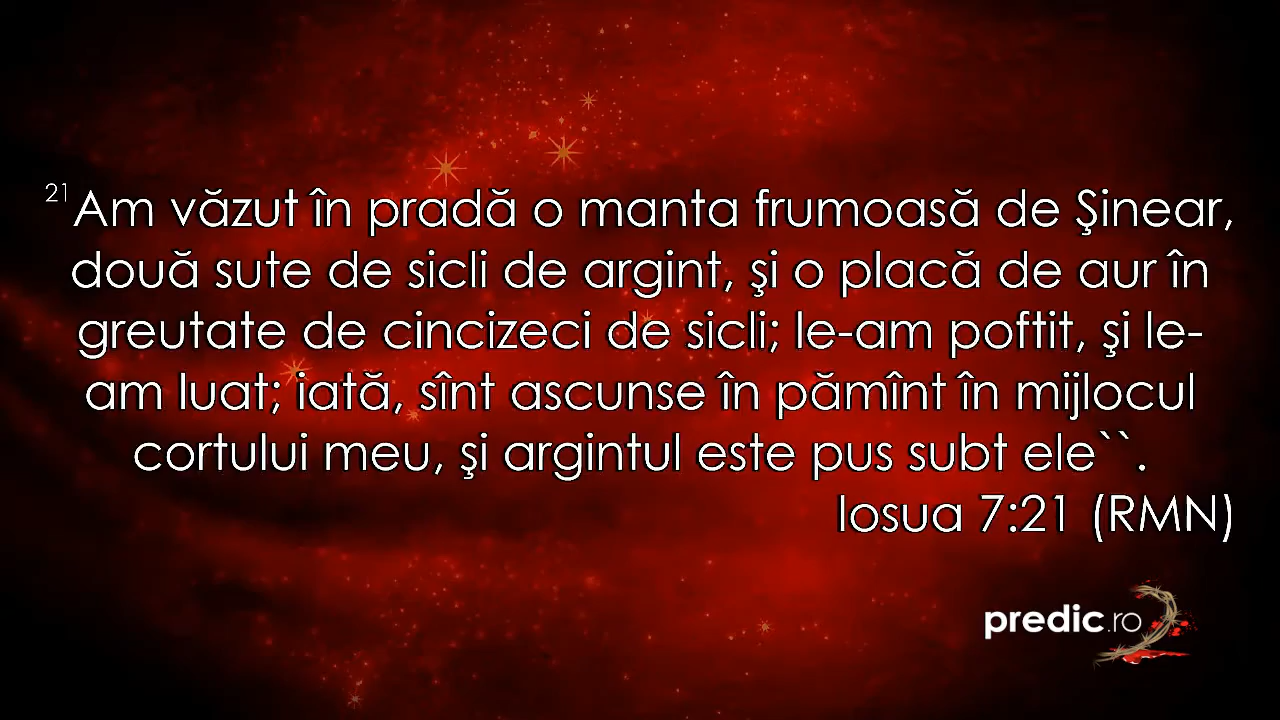 21Am văzut în pradă o manta frumoasă de Şinear,
două sute de sicli de argint, şi o placă de aur în
greutate de cincizeci de sicli; le-am poftit, şi le-
am luat; iată, sînt ascunse în pămînt în mijlocul
cortului meu, şi argintul este pus subt ele``.
Iosua 7:21 (RMN)
predic.ro